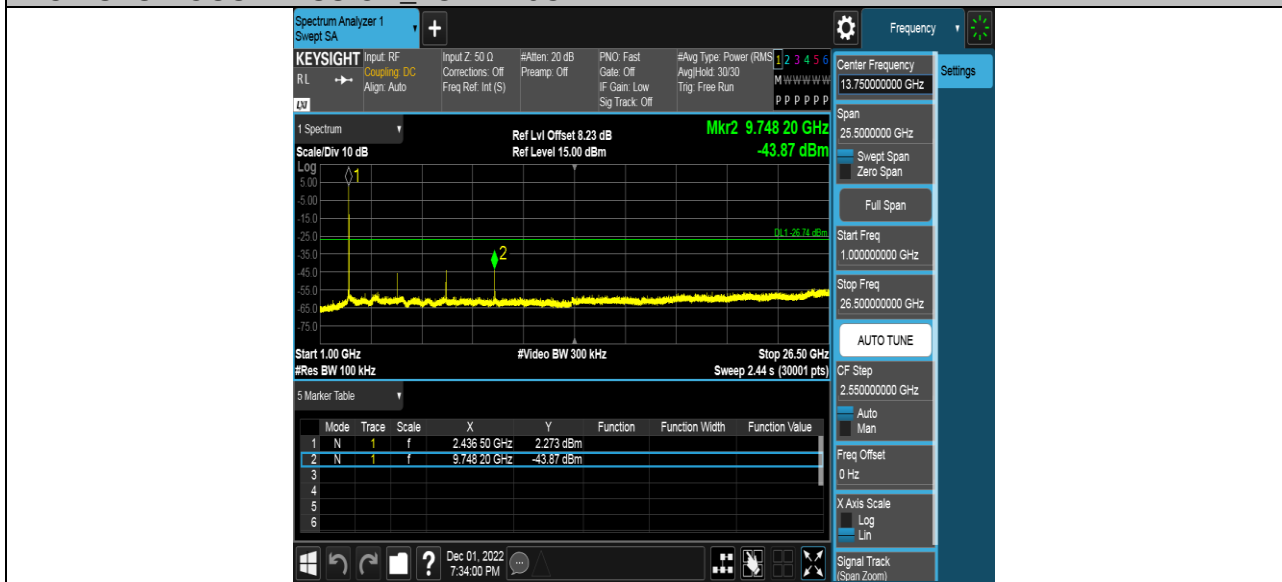 Spectrum Analyzer 1
Swept SA
+
Frequency
KEYSIGHT
RL
LXI
Input: RF
Coupling: DC
Align: Auto
Input Z: 50 Ω
Corrections: Off
Freq Ref: Int (S)
#Atten: 20 dB
Preamp: Off
PNO: Fast
Gate: Off
IF Gain: Low
Sig Track: Off
#Avg Type: Power (RMS
Avg|Hold: 30/30
Trig: Free Run
1 2 3 4 5 6
M W W W W W
P P P P P P
1 Spectrum
Scale/Div 10 dB
Ref Lvl Offset 8.23 dB
Ref Level 15.00 dBm
Mkr2 9.748 20 GHz
-43.87 dBm
Log
5.00
-5.00
-15.0
-25.0
-35.0
-45.0
-55.0
-65.0
-75.0
1
2
DL1 -26.74 dBm
Start 1.00 GHz
#Res BW 100 kHz
#Video BW 300 kHz
Stop 26.50 GHz
Sweep 2.44 s (30001 pts)
5 Marker Table
Mode Trace Scale X Y Function Function Width Function Value
1 N 1 f 2.436 50 GHz 2.273 dBm
2 N 1 f 9.748 20 GHz -43.87 dBm
3
4
5
6
?
Dec 01, 2022
7:34:00 PM
Center Frequency
13.750000000 GHz
Settings
Span
25.5000000 GHz
Swept Span
Zero Span
Full Span
Start Freq
1.000000000 GHz
Stop Freq
26.500000000 GHz
AUTO TUNE
CF Step
2.550000000 GHz
Auto
Man
Freq Offset
0 Hz
X Axis Scale
Log
Lin
Signal Track
(Span Zoom)